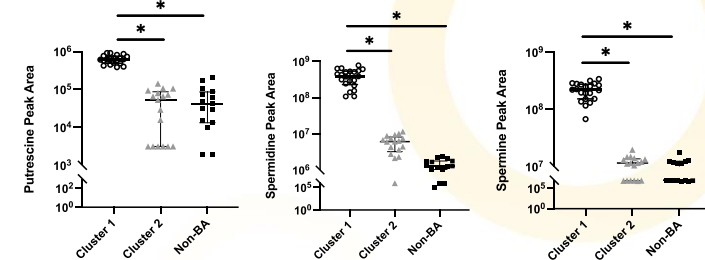 *
*
Putrescine Peak Area
10⁶
10⁵
10⁴
10³
10²
10⁰
Cluster 1
Cluster 2
Non-BA
*
*
Spermidine Peak Area
10⁹
10⁸
10⁷
10⁶
10⁵
10⁰
Cluster 1
Cluster 2
Non-BA
*
*
Spermine Peak Area
10⁹
10⁸
10⁷
10⁵
10⁰
Cluster 1
Cluster 2
Non-BA